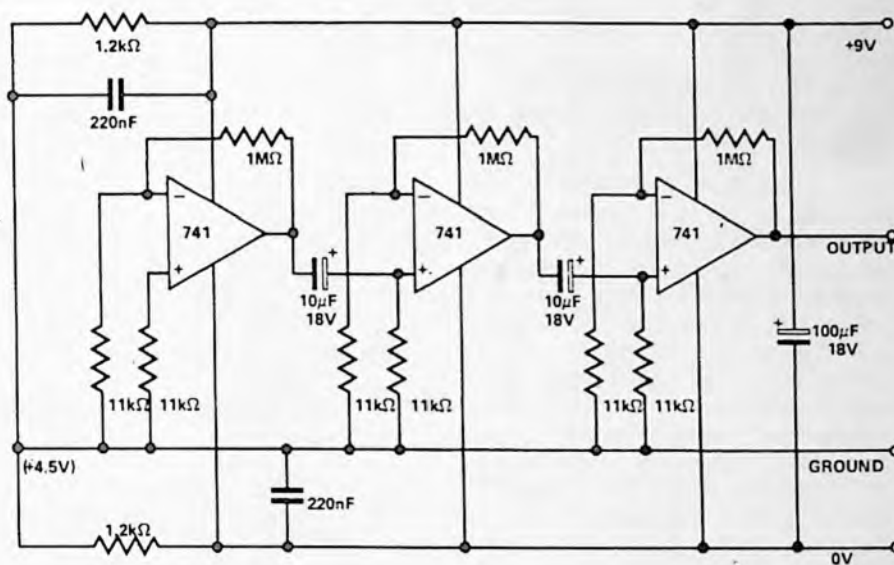 1.2kΩ
+9V
220nF
1MΩ
1MΩ
1MΩ
−
−
−
741
741
741
OUTPUT
+
+
+
+
+
10μF
18V
10μF
18V
+
100μF
18V
11kΩ
11kΩ
11kΩ
11kΩ
11kΩ
11kΩ
(+4.5V)
GROUND
220nF
1.2kΩ
0V